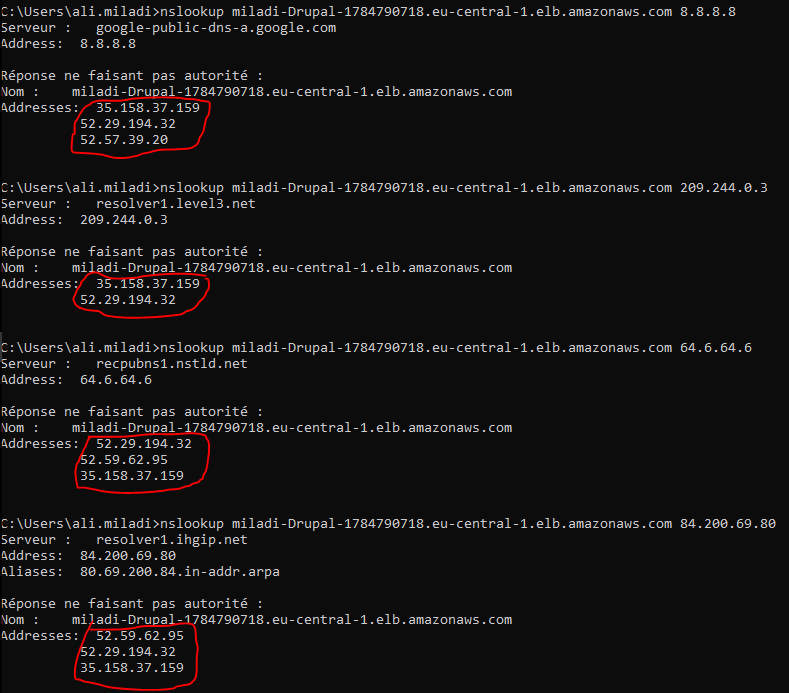 C:\Users\ali.miladi>nslookup miladi-Drupal-1784790718.eu-central-1.elb.amazonaws.com 8.8.8.8
Serveur :   google-public-dns-a.google.com
Address:  8.8.8.8
Réponse ne faisant pas autorité :
Nom :    miladi-Drupal-1784790718.eu-central-1.elb.amazonaws.com
Addresses:  35.158.37.159
52.29.194.32
52.57.39.20
C:\Users\ali.miladi>nslookup miladi-Drupal-1784790718.eu-central-1.elb.amazonaws.com 209.244.0.3
Serveur :   resolver1.level3.net
Address:  209.244.0.3
Réponse ne faisant pas autorité :
Nom :    miladi-Drupal-1784790718.eu-central-1.elb.amazonaws.com
Addresses:  35.158.37.159
52.29.194.32
C:\Users\ali.miladi>nslookup miladi-Drupal-1784790718.eu-central-1.elb.amazonaws.com 64.6.64.6
Serveur :   recpubns1.nstld.net
Address:  64.6.64.6
Réponse ne faisant pas autorité :
Nom :    miladi-Drupal-1784790718.eu-central-1.elb.amazonaws.com
Addresses:  52.29.194.32
52.59.62.95
35.158.37.159
C:\Users\ali.miladi>nslookup miladi-Drupal-1784790718.eu-central-1.elb.amazonaws.com 84.200.69.80
Serveur :   resolver1.ihgip.net
Address:  84.200.69.80
Aliases:  80.69.200.84.in-addr.arpa
Réponse ne faisant pas autorité :
Nom :    miladi-Drupal-1784790718.eu-central-1.elb.amazonaws.com
Addresses:  52.59.62.95
52.29.194.32
35.158.37.159